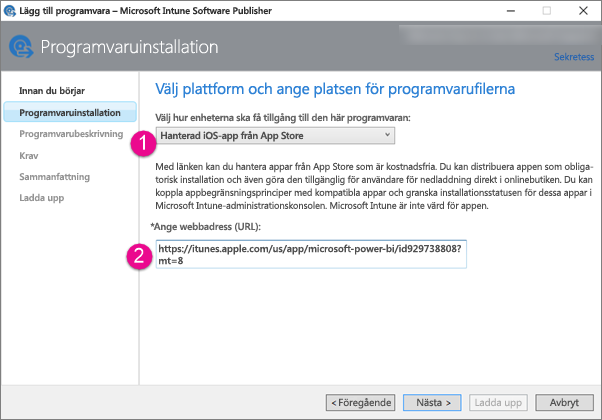 Lägg till programvara – Microsoft Intune Software Publisher
Programvaruinstallation
Sekretess
Innan du börjar
Programvaruinstallation
Programvarubeskrivning
Krav
Sammanfattning
Ladda upp
Välj plattform och ange platsen för programvarufilerna
Välj hur enheterna ska få tillgång till den här programvaran:
1
Hanterad iOS-app från App Store
Med länken kan du hantera appar från App Store som är kostnadsfria. Du kan distribuera appen som obliga-
torisk installation och även göra den tillgänglig för användare för nedladdning direkt i onlinebutiken. Du kan
koppla appbegränsningsprinciper med kompatibla appar och granska installationsstatusen för dessa appar i
Microsoft Intune-administrationskonsolen. Microsoft Intune är inte värd för appen.
*Ange webbadress (URL):
2
https://itunes.apple.com/us/app/microsoft-power-bi/id929738808?
mt=8
< Föregående
Nästa >
Ladda upp
Avbryt